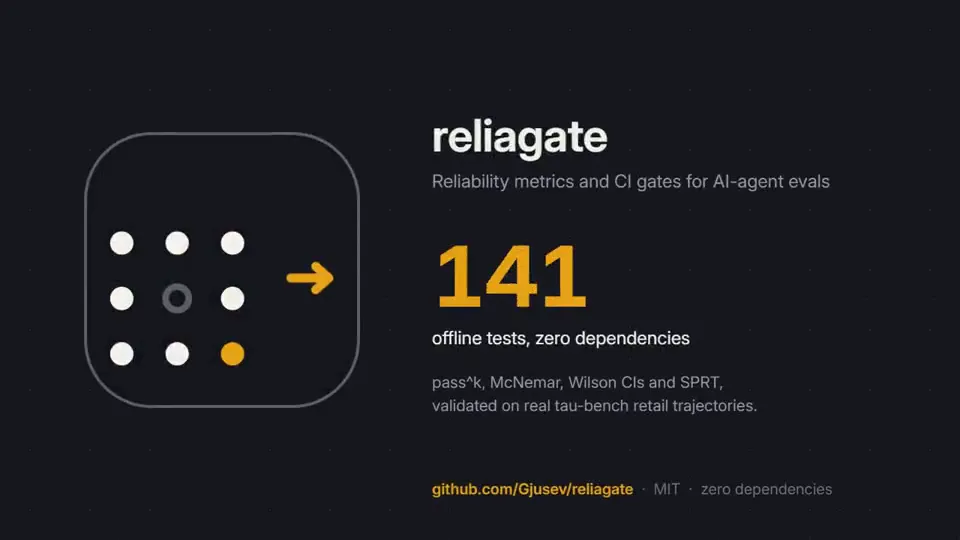 reliagate
Reliability metrics and CI gates for AI-agent evals
141
offline tests, zero dependencies
pass^k, McNemar, Wilson CIs and SPRT,
validated on real tau-bench retail trajectories.
github.com/Gjusev/reliagate · MIT · zero dependencies